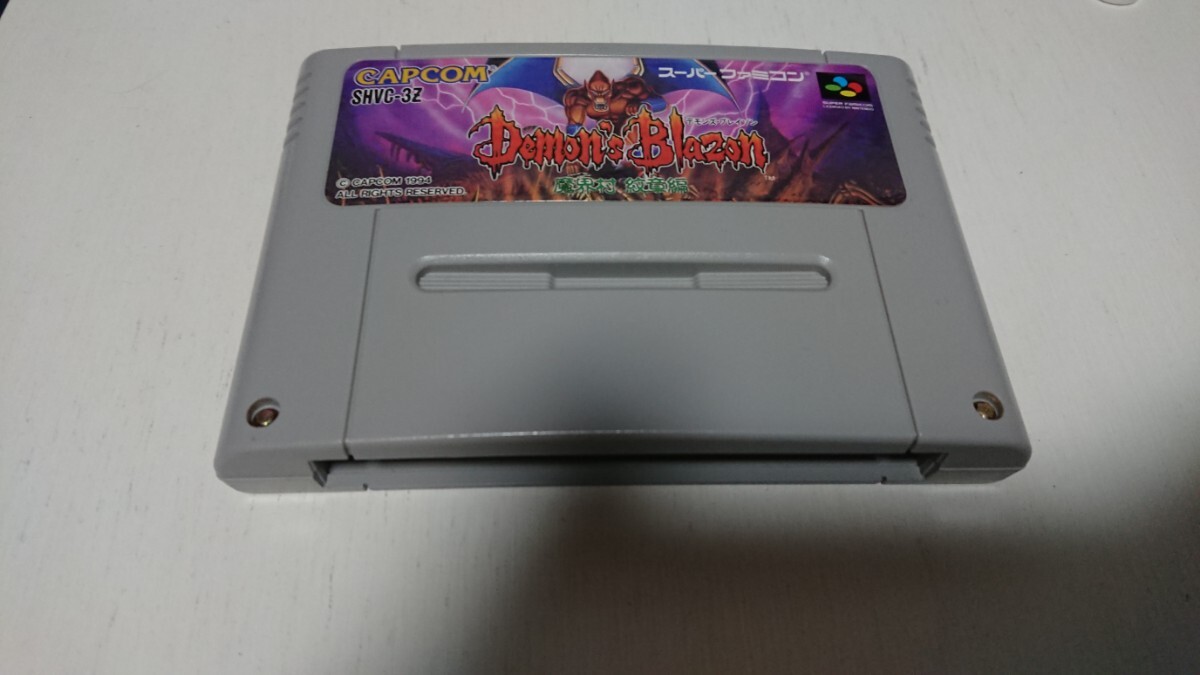 CAPCOM
SHVC-3Z
スーパーファミコン
SUPER FAMICOM
デモンズ・ブレイゾン
Demon's Blazon
TM
魔界村 紋章編
© CAPCOM 1994
ALL RIGHTS RESERVED.